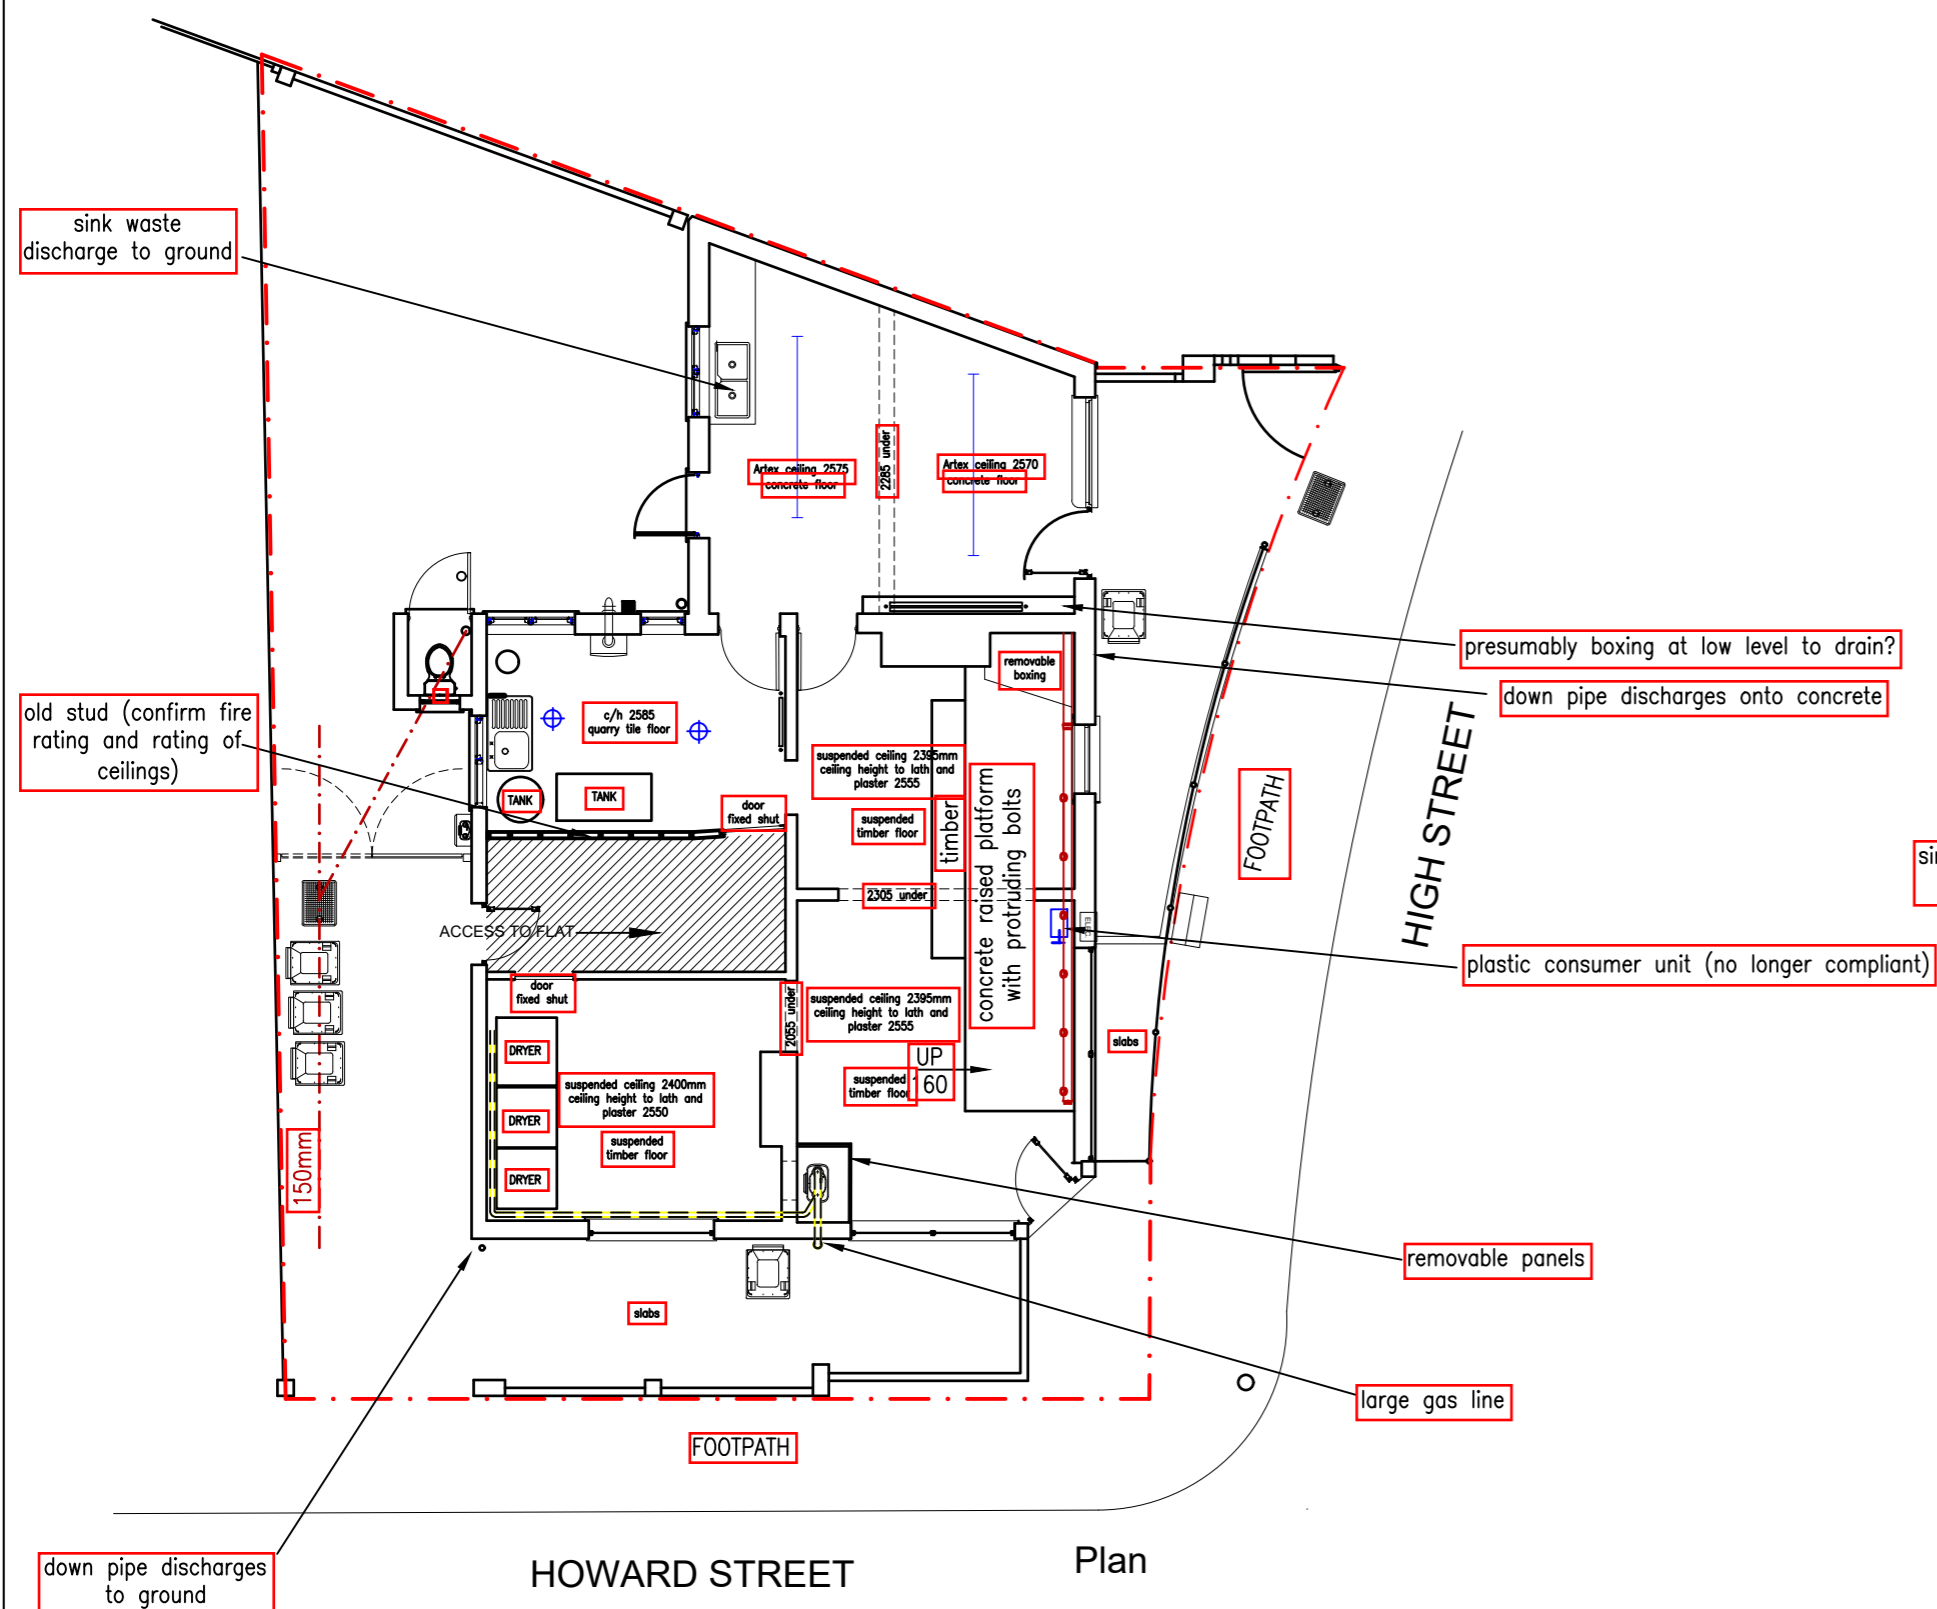 sink waste
discharge to ground
Artex ceiling 2575
concrete floor
2285 under
Artex ceiling 2570
concrete floor
presumably boxing at low level to drain?
down pipe discharges onto concrete
removable
boxing
old stud (confirm fire
rating and rating of
ceilings)
c/h 2585
quarry tile floor
suspended ceiling 2395mm
ceiling height to lath and
plaster 2555
TANK
TANK
door
fixed shut
suspended
timber floor
timber
concrete raised platform
with protruding bolts
FOOTPATH
HIGH STREET
2305 under
ELEC
ACCESS TO FLAT
plastic consumer unit (no longer compliant)
door
fixed shut
2055 under
suspended ceiling 2395mm
ceiling height to lath and
plaster 2555
slabs
DRYER
UP
160
suspended
timber floor
suspended ceiling 2400mm
ceiling height to lath and
plaster 2550
DRYER
suspended
timber floor
DRYER
150mm
removable panels
slabs
large gas line
FOOTPATH
down pipe discharges
to ground
HOWARD STREET
Plan